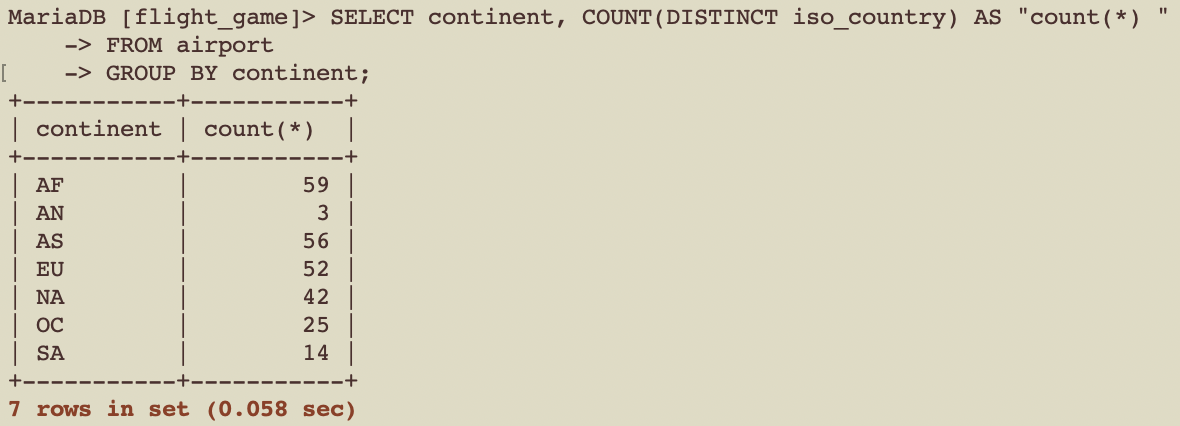 MariaDB [flight_game]> SELECT continent, COUNT(DISTINCT iso_country) AS "count(*) "
    -> FROM airport
[    -> GROUP BY continent;
+-----------+-----------+
| continent | count(*)  |
+-----------+-----------+
| AF        |        59 |
| AN        |         3 |
| AS        |        56 |
| EU        |        52 |
| NA        |        42 |
| OC        |        25 |
| SA        |        14 |
+-----------+-----------+
7 rows in set (0.058 sec)